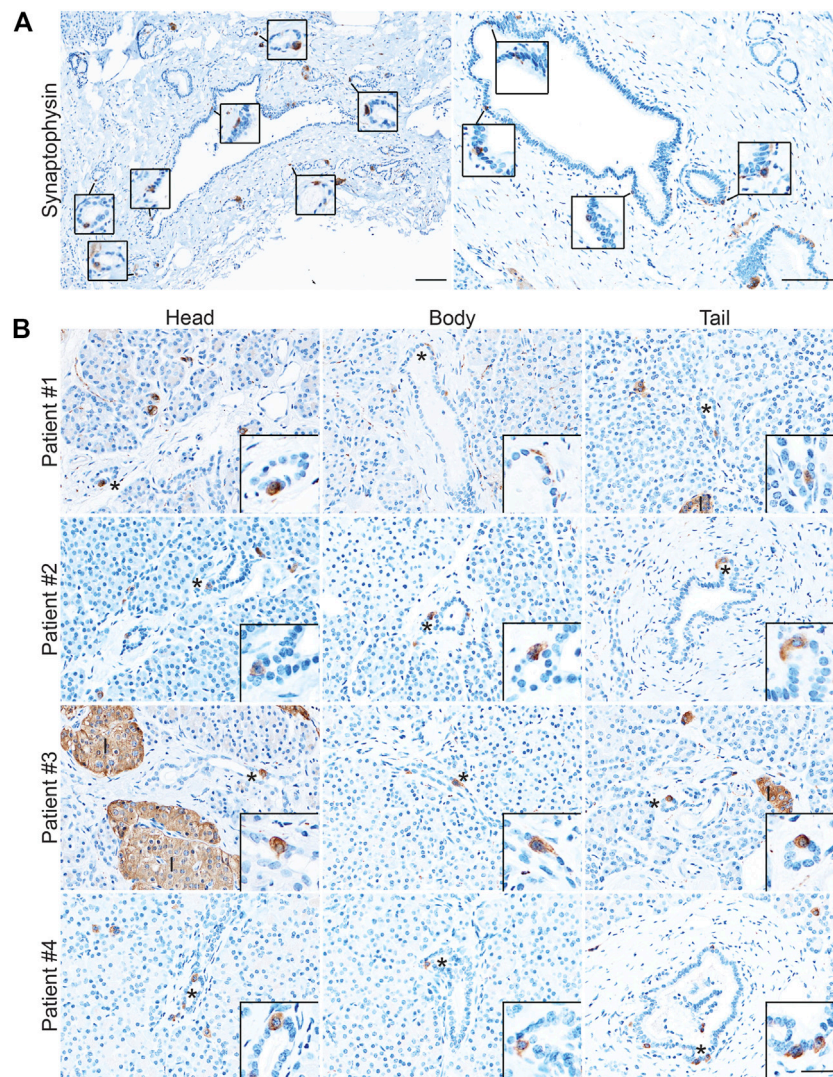 A
Synaptophysin
B
Head Body Tail
Patient #1
*
*
*
I
Patient #2
*
*
*
Patient #3
I
*
*
*
I
I
Patient #4
*
*
*